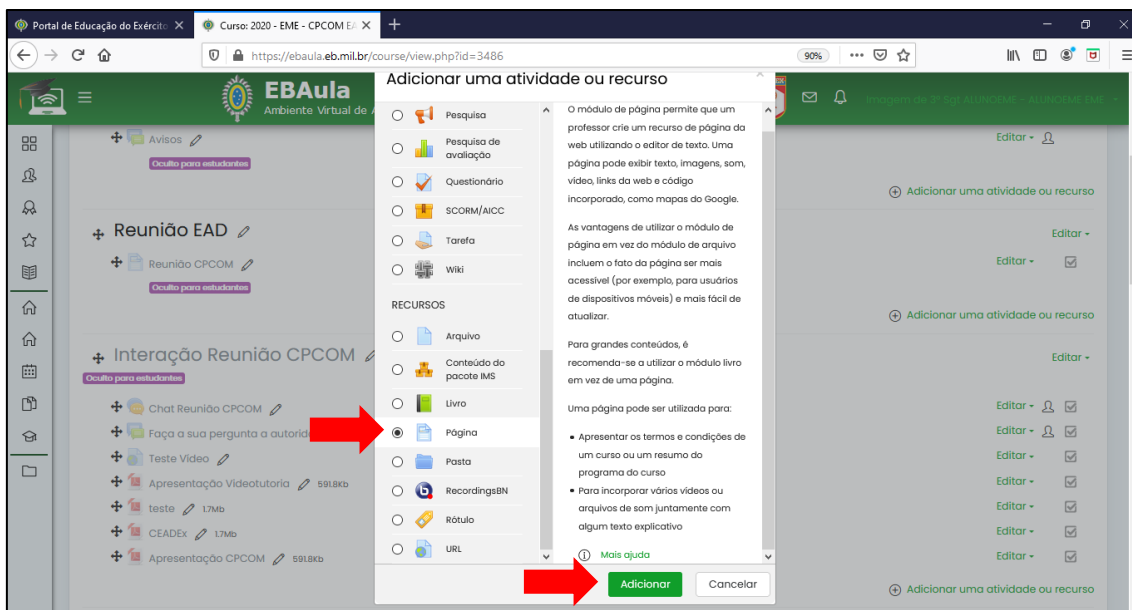 Portal de Educação do Exército
Curso: 2020 - EME - CPCOM EA
https://ebaula.eb.mil.br/course/view.php?id=3486
90%
EBAula
Ambiente Virtual de A
Imagem de 1º Sgt ALUNOEME - ALUNOEME EME
Adicionar uma atividade ou recurso
Avisos
Editar
Oculto para estudantes
Adicionar uma atividade ou recurso
Reunião EAD
Editar
Reunião CPCOM
Editar
Oculto para estudantes
Adicionar uma atividade ou recurso
Interação Reunião CPCOM
Editar
Oculto para estudantes
Chat Reunião CPCOM
Editar
Faça a sua pergunta a autorid
Editar
Teste Video
Editar
Apresentação Videotutoria 591.8Kb
Editar
teste 1.7Mb
Editar
CEADEx 1.7Mb
Editar
Apresentação CPCOM 591.8Kb
Editar
Adicionar uma atividade ou recurso
Pesquisa
Pesquisa de
avaliação
Questionário
SCORM/AICC
Tarefa
Wiki
RECURSOS
Arquivo
Conteúdo do
pacote IMS
Livro
Página
Pasta
RecordingsBN
Rótulo
URL
O módulo de página permite que um
professor crie um recurso de página da
web utilizando o editor de texto. Uma
página pode exibir texto, imagens, som,
vídeo, links da web e código
incorporado, como mapas do Google.
As vantagens de utilizar o módulo de
página em vez do módulo de arquivo
incluem o fato da página ser mais
acessível (por exemplo, para usuários
de dispositivos móveis) e mais fácil de
atualizar.
Para grandes conteúdos, é
recomenda-se a utilizar o módulo livro
em vez de uma página.
Uma página pode ser utilizada para:
• Apresentar os termos e condições de
um curso ou um resumo do
programa do curso
• Para incorporar vários vídeos ou
arquivos de som juntamente com
algum texto explicativo
Mais ajuda
Adicionar
Cancelar